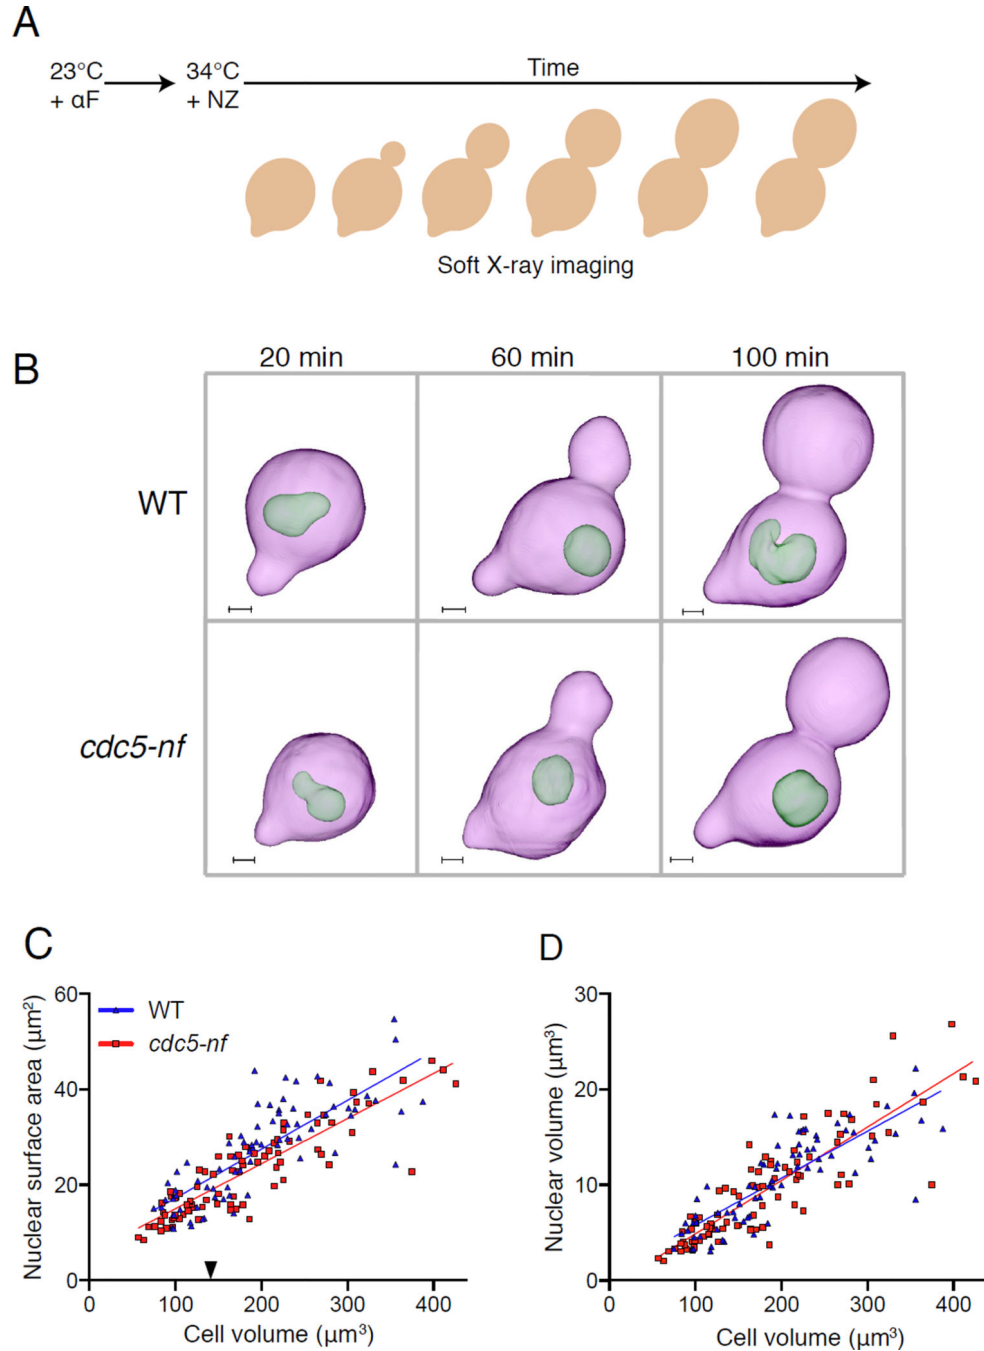 A
23°C
+ αF
34°C
+ NZ
Time
Soft X-ray imaging
B
20 min
60 min
100 min
WT
cdc5-nf
C
Nuclear surface area (µm²)
60
40
20
0
WT
cdc5-nf
0 100 200 300 400
Cell volume (µm³)
D
Nuclear volume (µm³)
30
20
10
0
0 100 200 300 400
Cell volume (µm³)